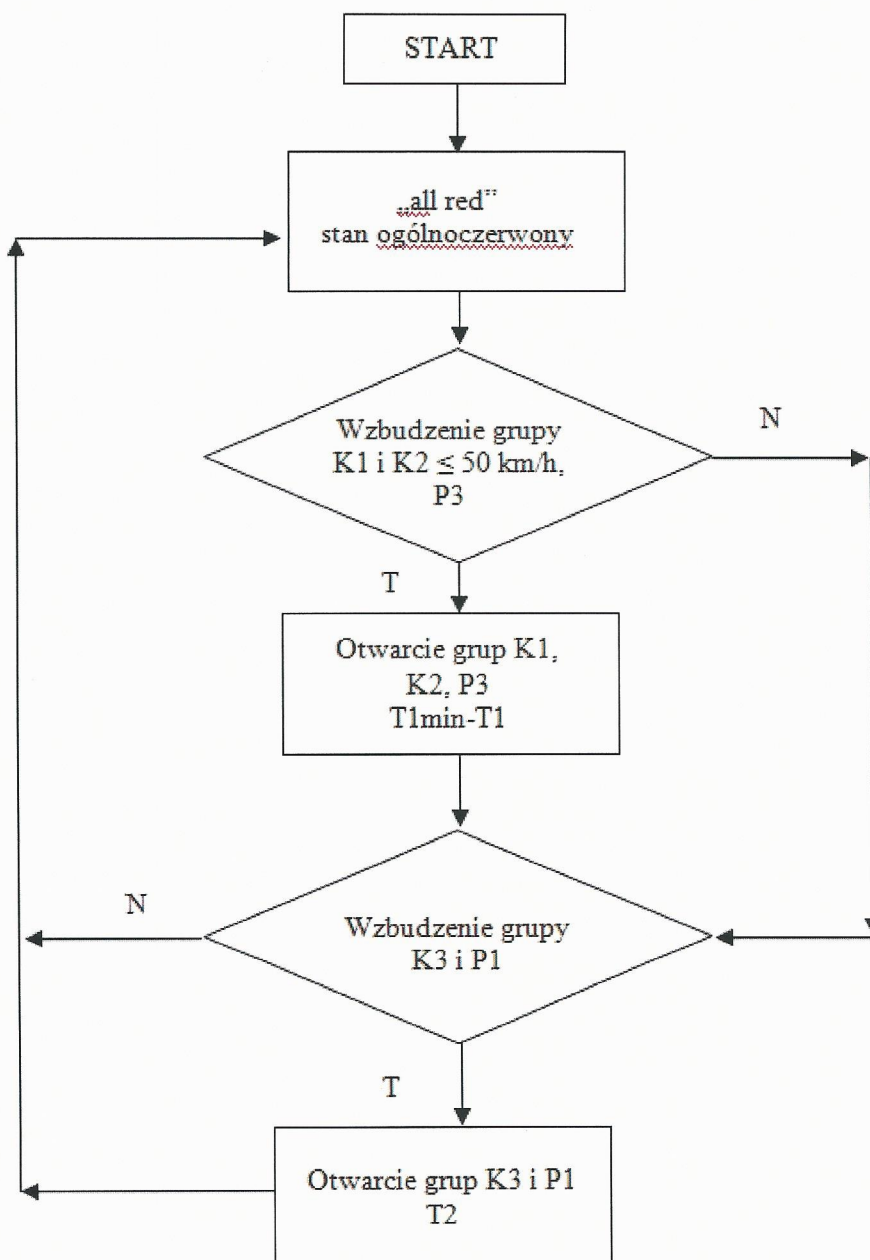 START
„all red”
stan ogólnoczerwony
Wzbudzenie grupy
K1 i K2 ≤ 50 km/h,
P3
N
T
Otwarcie grup K1,
K2, P3
T1min-T1
N
Wzbudzenie grupy
K3 i P1
T
Otwarcie grup K3 i P1
T2